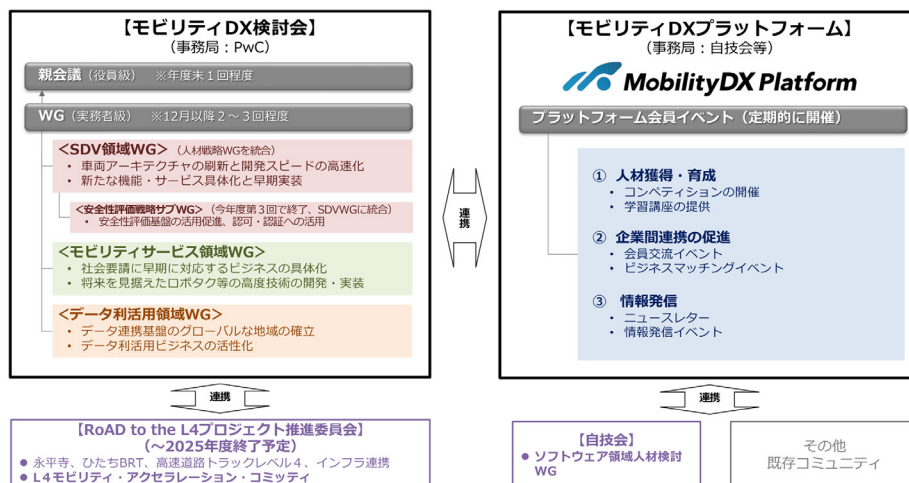 【モビリティDX検討会】
（事務局：PwC）
親会議（役員級）　※年度末１回程度
WG（実務者級）　※12月以降２～３回程度
<SDV領域WG>（人材戦略WGを統合）
• 車両アーキテクチャの刷新と開発スピードの高速化
• 新たな機能・サービス具体化と早期実装
<安全性評価戦略サブWG>（今年度第３回で終了、SDVWGに統合）
• 安全性評価基盤の活用促進、認可・認証への活用
<モビリティサービス領域WG>
• 社会要請に早期に対応するビジネスの具体化
• 将来を見据えたロボタク等の高度技術の開発・実装
<データ利活用領域WG>
• データ連携基盤のグローバルな地域の確立
• データ利活用ビジネスの活性化
連携
【モビリティDXプラットフォーム】
（事務局：自技会等）
MobilityDX Platform
プラットフォーム会員イベント（定期的に開催）
① 人材獲得・育成
• コンペティションの開催
• 学習講座の提供
② 企業間連携の促進
• 会員交流イベント
• ビジネスマッチングイベント
③ 情報発信
• ニュースレター
• 情報発信イベント
連携
【RoAD to the L4プロジェクト推進委員会】
（～2025年度終了予定）
● 永平寺、ひたちBRT、高速道路トラックレベル４、インフラ連携
● L４モビリティ・アクセラレーション・コミッティ
連携
【自技会】
● ソフトウェア領域人材検討
WG
その他
既存コミュニティ